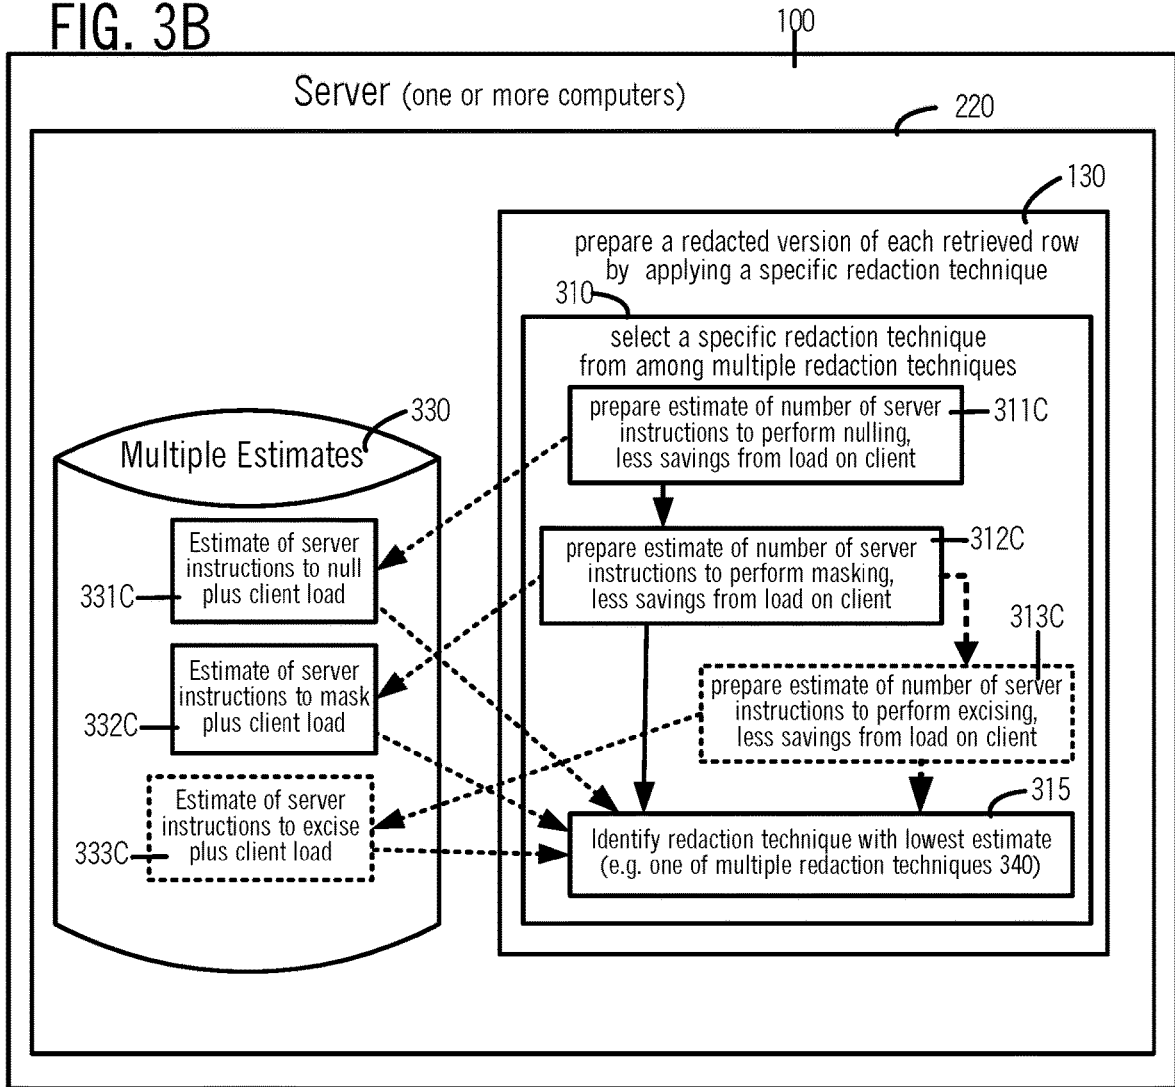 FIG. 3B
100
Server (one or more computers)
220
130
prepare a redacted version of each retrieved row
by applying a specific redaction technique
310
select a specific redaction technique
from among multiple redaction techniques
prepare estimate of number of server
instructions to perform nulling,
less savings from load on client
311C
330
Multiple Estimates
Estimate of server
instructions to null
plus client load
331C
prepare estimate of number of server
instructions to perform masking,
less savings from load on client
312C
313C
Estimate of server
instructions to mask
plus client load
332C
prepare estimate of number of server
instructions to perform excising,
less savings from load on client
Estimate of server
instructions to excise
plus client load
333C
315
Identify redaction technique with lowest estimate
(e.g. one of multiple redaction techniques 340)